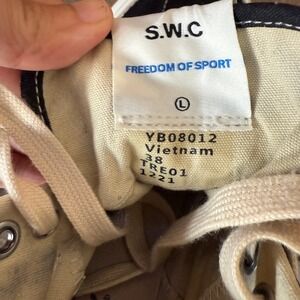 S.W.C
FREEDOM OF SPORT
L
YB08012
Vietnam
38
TRE01
1221